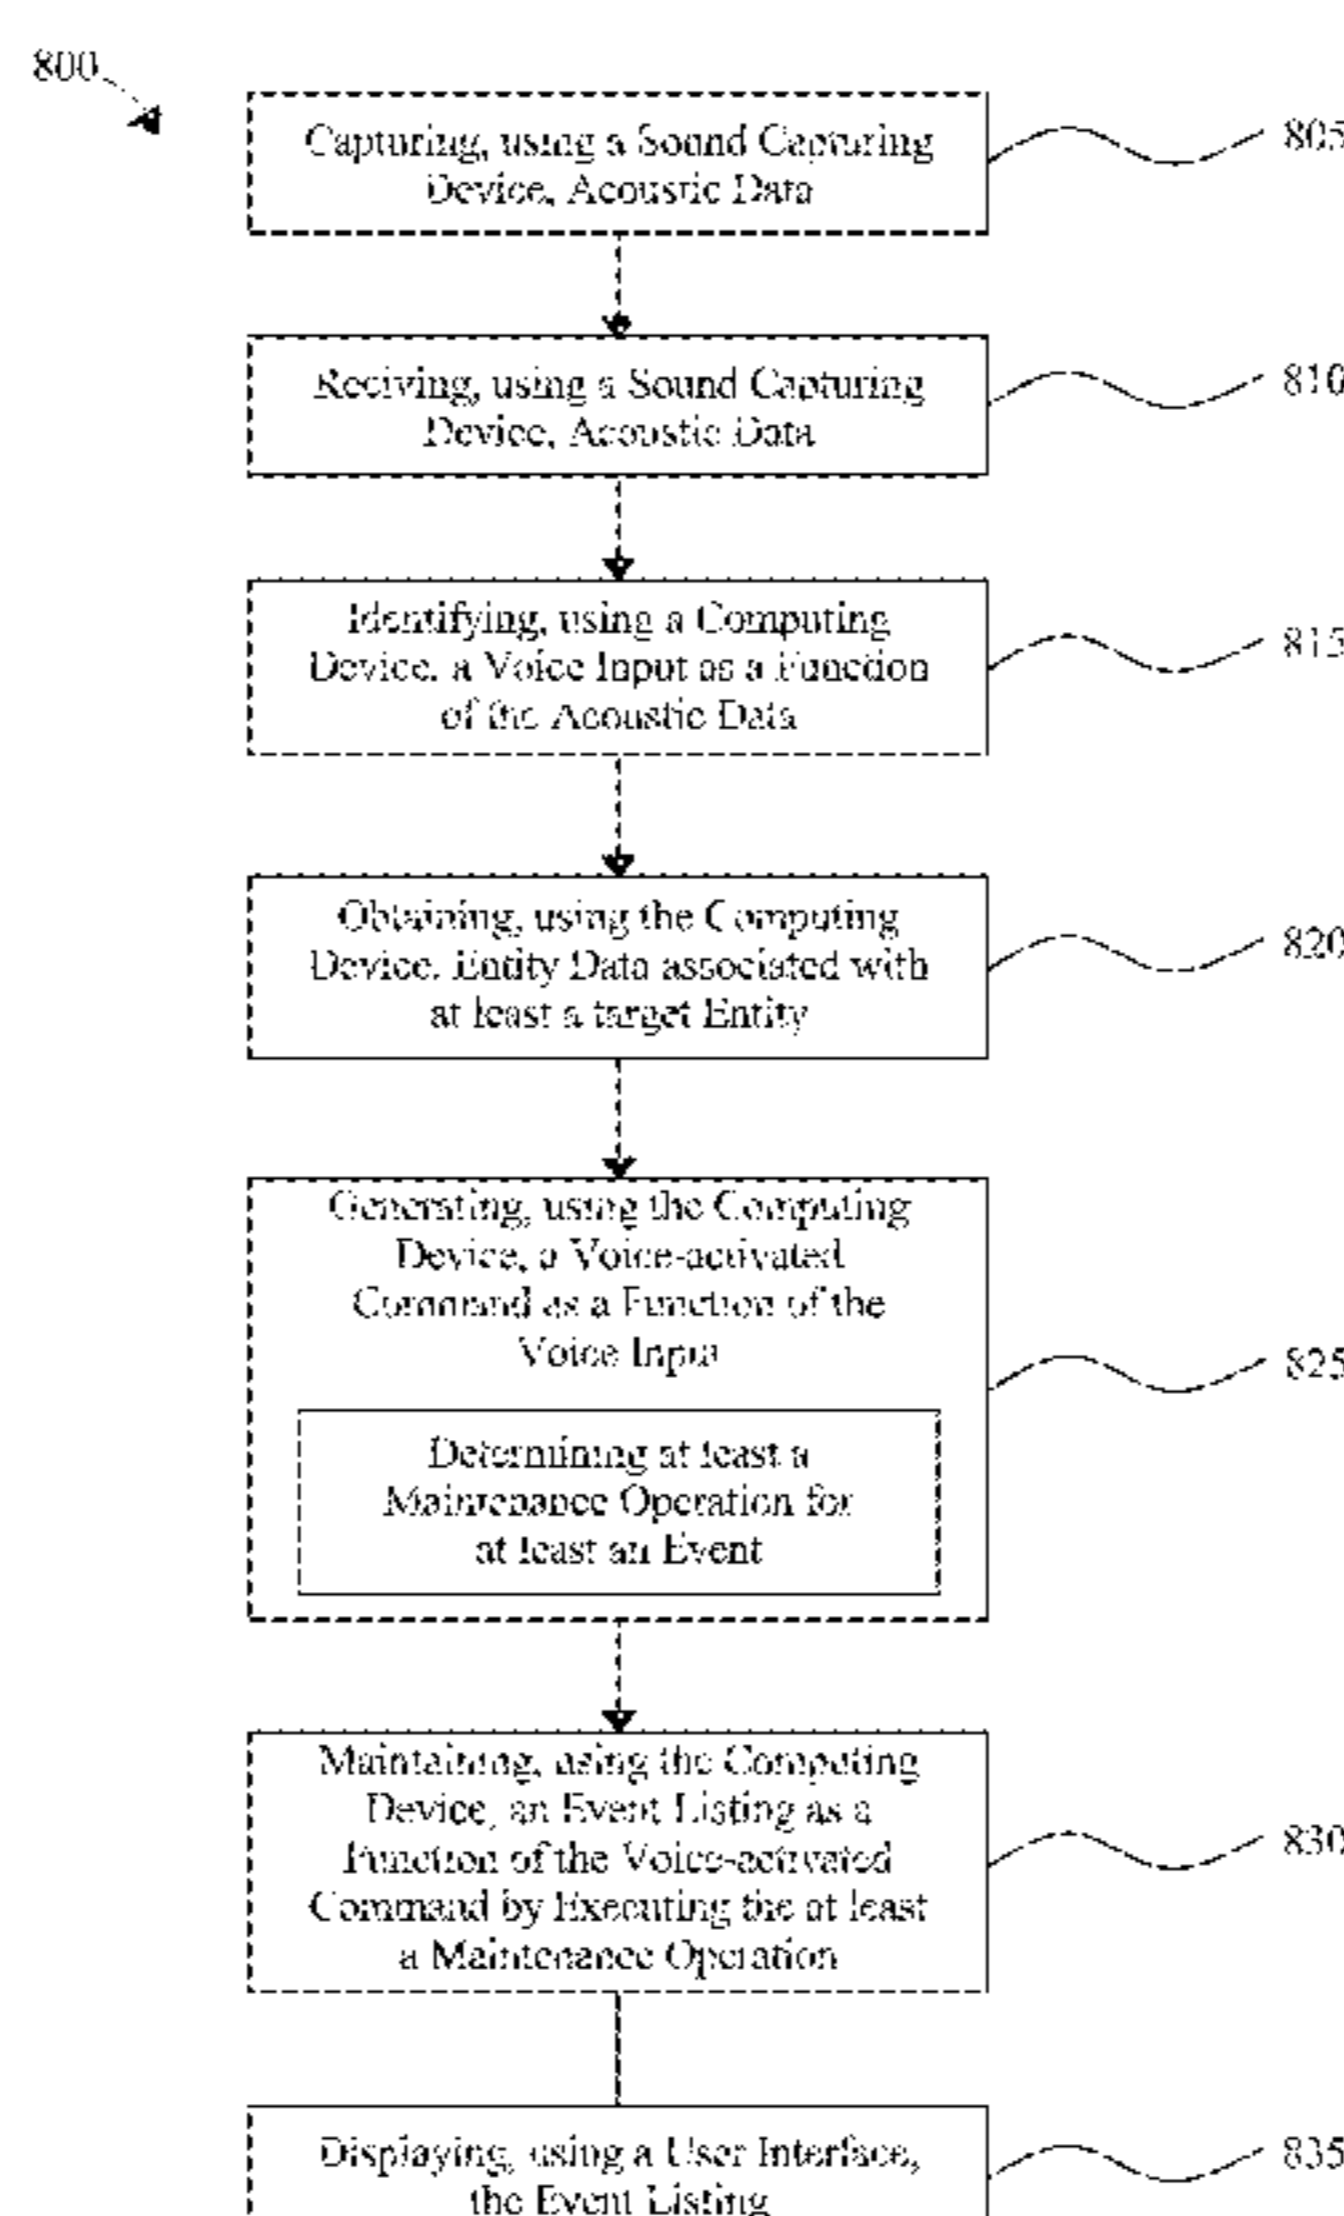 800
Capturing, using a Sound Capturing
Device, Acoustic Data
805
Reciving, using a Sound Capturing
Device, Acoustic Data
810
Identifying, using a Computing
Device, a Voice Input as a Function
of the Acoustic Data
815
Obtaining, using the Computing
Device, Entity Data associated with
at least a target Entity
820
Generating, using the Computing
Device, a Voice-activated
Command as a Function of the
Voice Input
825
Determining at least a
Maintenance Operation for
at least an Event
Maintaining, using the Computing
Device, an Event Listing as a
Function of the Voice-activated
Command by Executing the at least
a Maintenance Operation
830
Displaying, using a User Interface,
the Event Listing
835